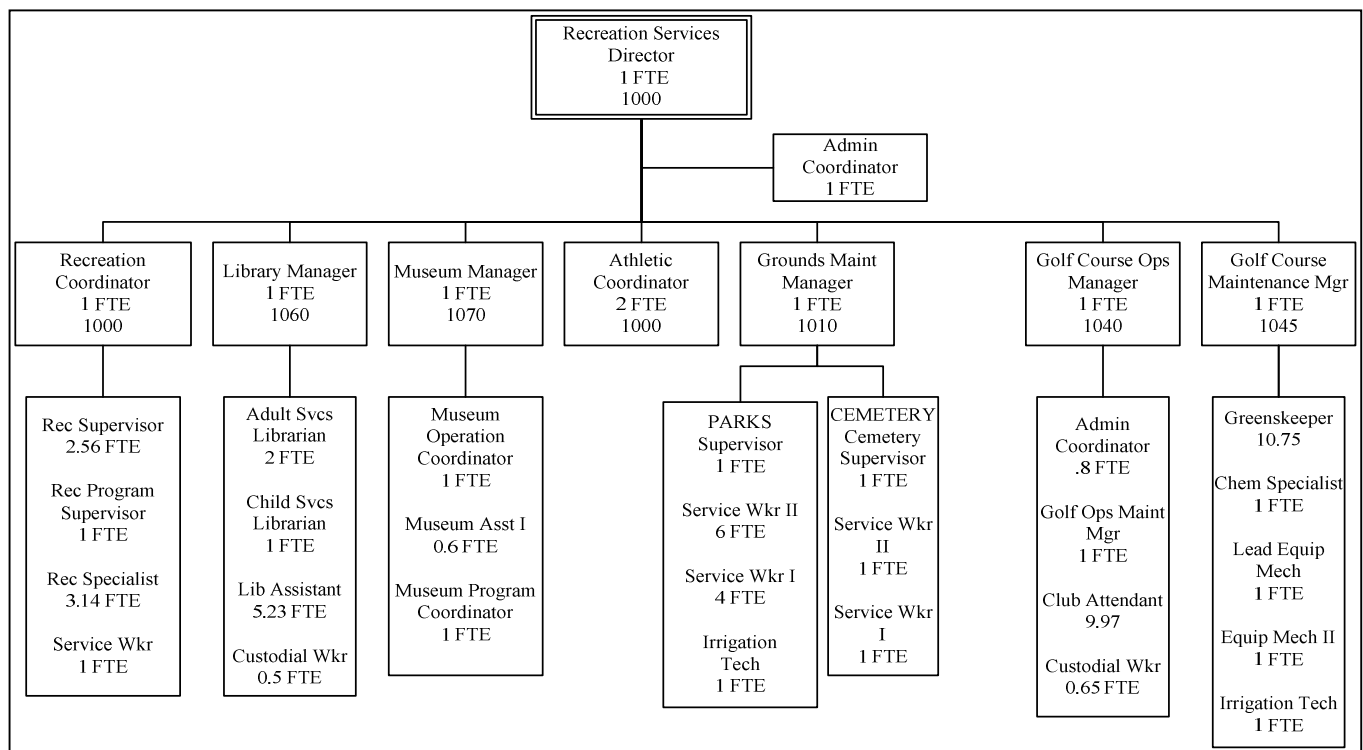 Recreation Services
Director
1 FTE
1000
Admin
Coordinator
1 FTE
Recreation
Coordinator
1 FTE
1000
Library Manager
1 FTE
1060
Museum Manager
1 FTE
1070
Athletic
Coordinator
2 FTE
1000
Grounds Maint
Manager
1 FTE
1010
Golf Course Ops
Manager
1 FTE
1040
Golf Course
Maintenance Mgr
1 FTE
1045
Rec Supervisor
2.56 FTE
Rec Program
Supervisor
1 FTE
Rec Specialist
3.14 FTE
Service Wkr
1 FTE
Adult Svcs
Librarian
2 FTE
Child Svcs
Librarian
1 FTE
Lib Assistant
5.23 FTE
Custodial Wkr
0.5 FTE
Museum
Operation
Coordinator
1 FTE
Museum Asst I
0.6 FTE
Museum Program
Coordinator
1 FTE
PARKS
Supervisor
1 FTE
Service Wkr II
6 FTE
Service Wkr I
4 FTE
Irrigation
Tech
1 FTE
CEMETERY
Cemetery
Supervisor
1 FTE
Service Wkr
II
1 FTE
Service Wkr
I
1 FTE
Admin
Coordinator
.8 FTE
Golf Ops Maint
Mgr
1 FTE
Club Attendant
9.97
Custodial Wkr
0.65 FTE
Greenskeeper
10.75
Chem Specialist
1 FTE
Lead Equip
Mech
1 FTE
Equip Mech II
1 FTE
Irrigation Tech
1 FTE